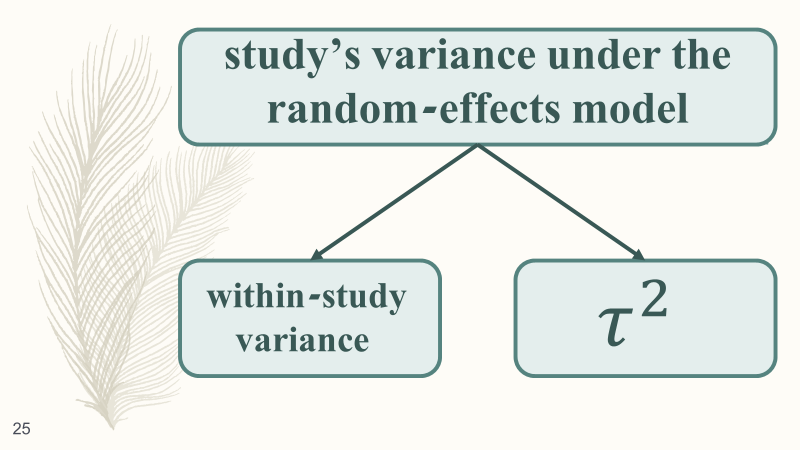 study’s variance under the
random-effects model
within-study
variance
τ²
25